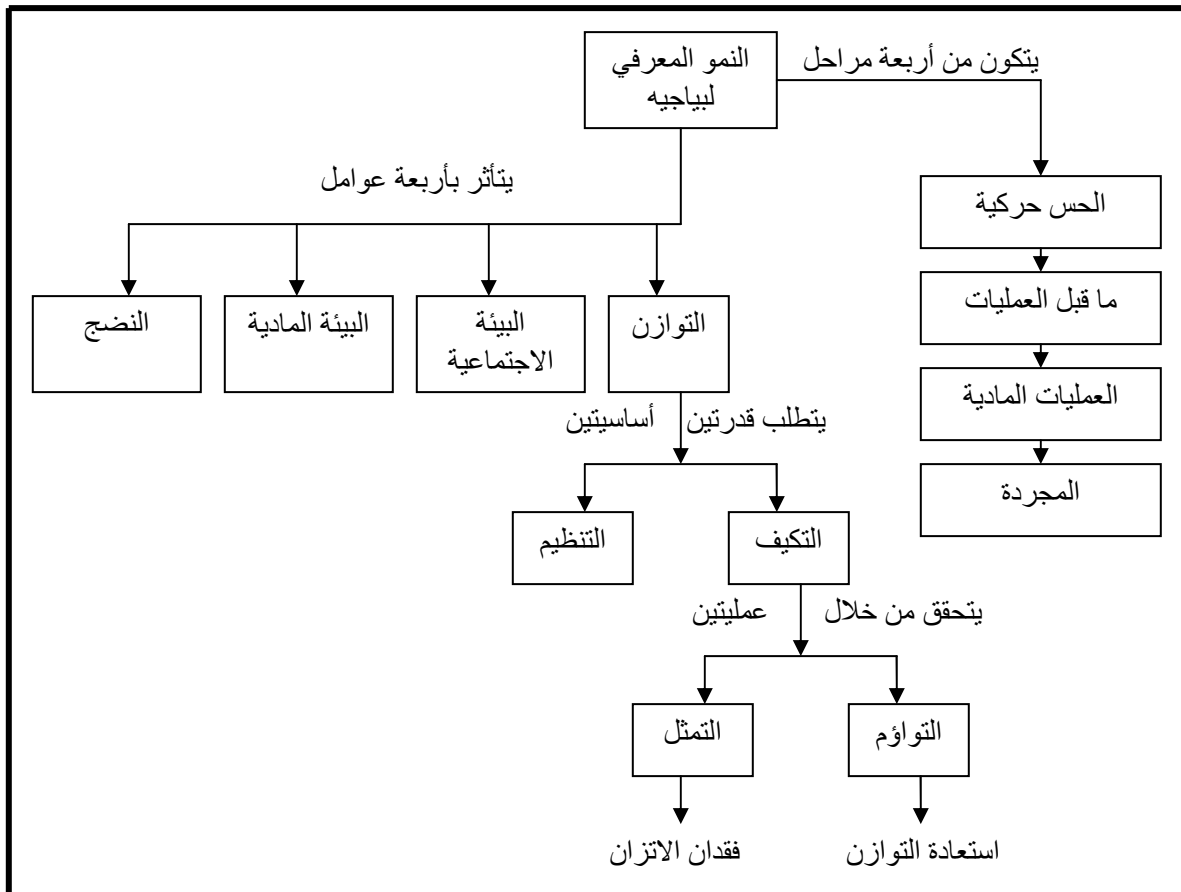 النمو المعرفي
لبياجيه
يتكون من أربعة مراحل
يتأثر بأربعة عوامل
الحس حركية
ما قبل العمليات
العمليات المادية
المجردة
التوازن
البيئة
الاجتماعية
البيئة المادية
النضج
يتطلب قدرتين أساسيتين
التكيف
التنظيم
يتحقق من خلال عمليتين
التواؤم
التمثل
استعادة التوازن
فقدان الاتزان